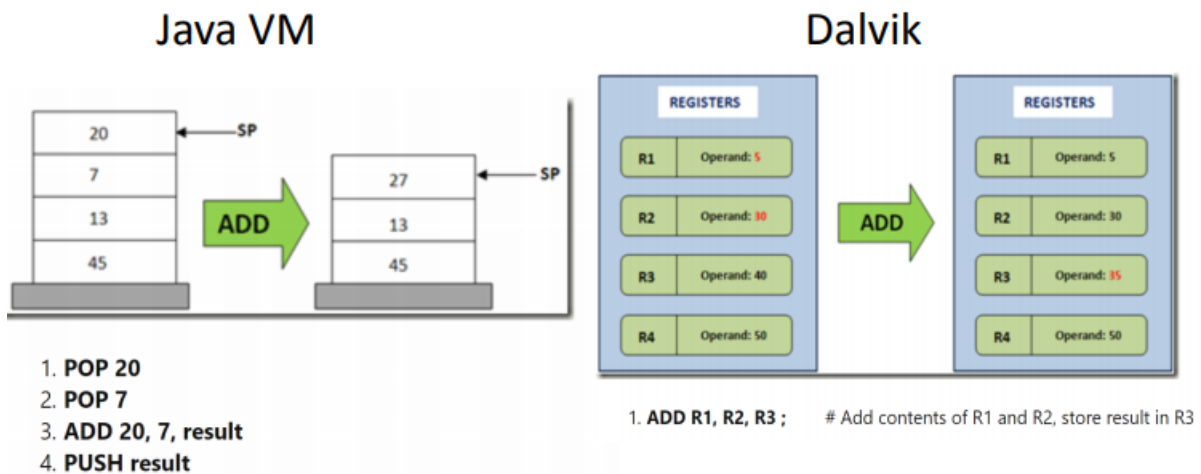 Java VM
20
SP
7
13
45
ADD
27
SP
13
45
1. POP 20
2. POP 7
3. ADD 20, 7, result
4. PUSH result
Dalvik
REGISTERS
R1 Operand: 5
R2 Operand: 30
R3 Operand: 40
R4 Operand: 50
ADD
REGISTERS
R1 Operand: 5
R2 Operand: 30
R3 Operand: 35
R4 Operand: 50
1. ADD R1, R2, R3 ; # Add contents of R1 and R2, store result in R3